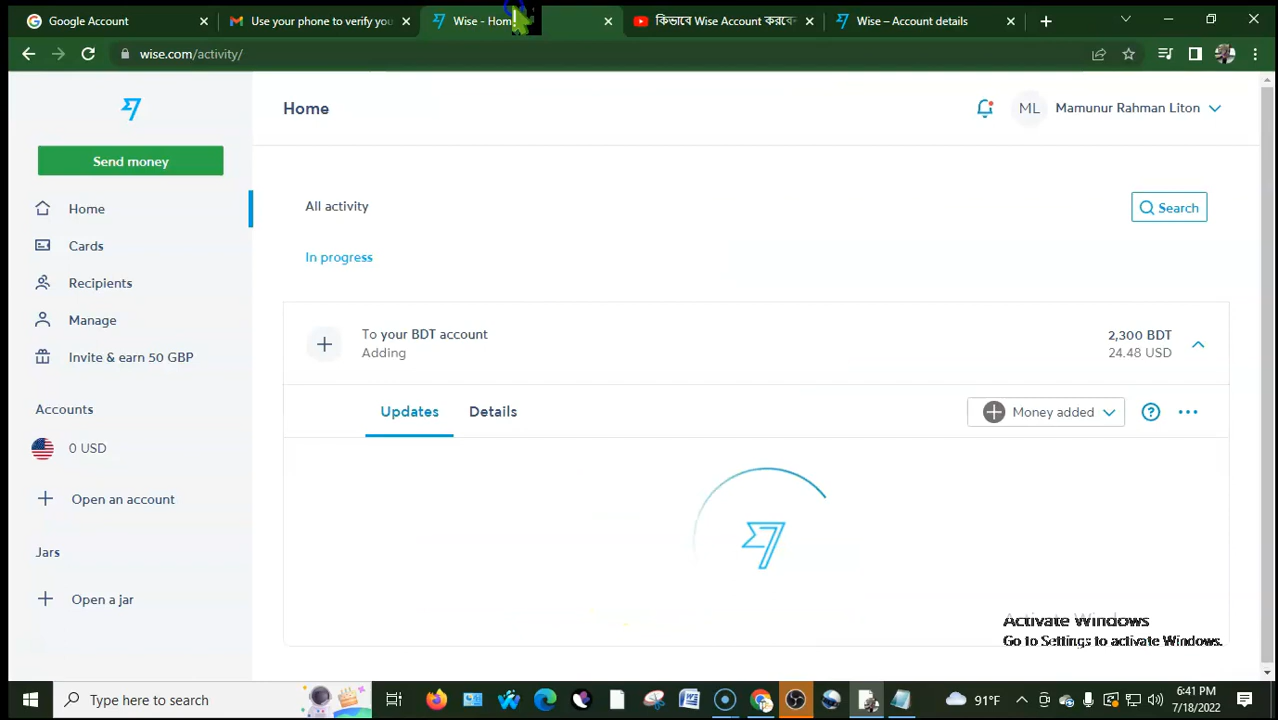 Google Account
Use your phone to verify you
Wise - Hom
কিভাবে Wise Account করবেন
Wise – Account details
wise.com/activity/
Home
ML
Mamunur Rahman Liton
Send money
Home
Cards
Recipients
Manage
Invite & earn 50 GBP
Accounts
0 USD
Open an account
Jars
Open a jar
All activity
Search
In progress
To your BDT account
Adding
2,300 BDT
24.48 USD
Updates
Details
Money added
Activate Windows
Go to Settings to activate Windows.
Type here to search
91°F
6:41 PM
7/18/2022